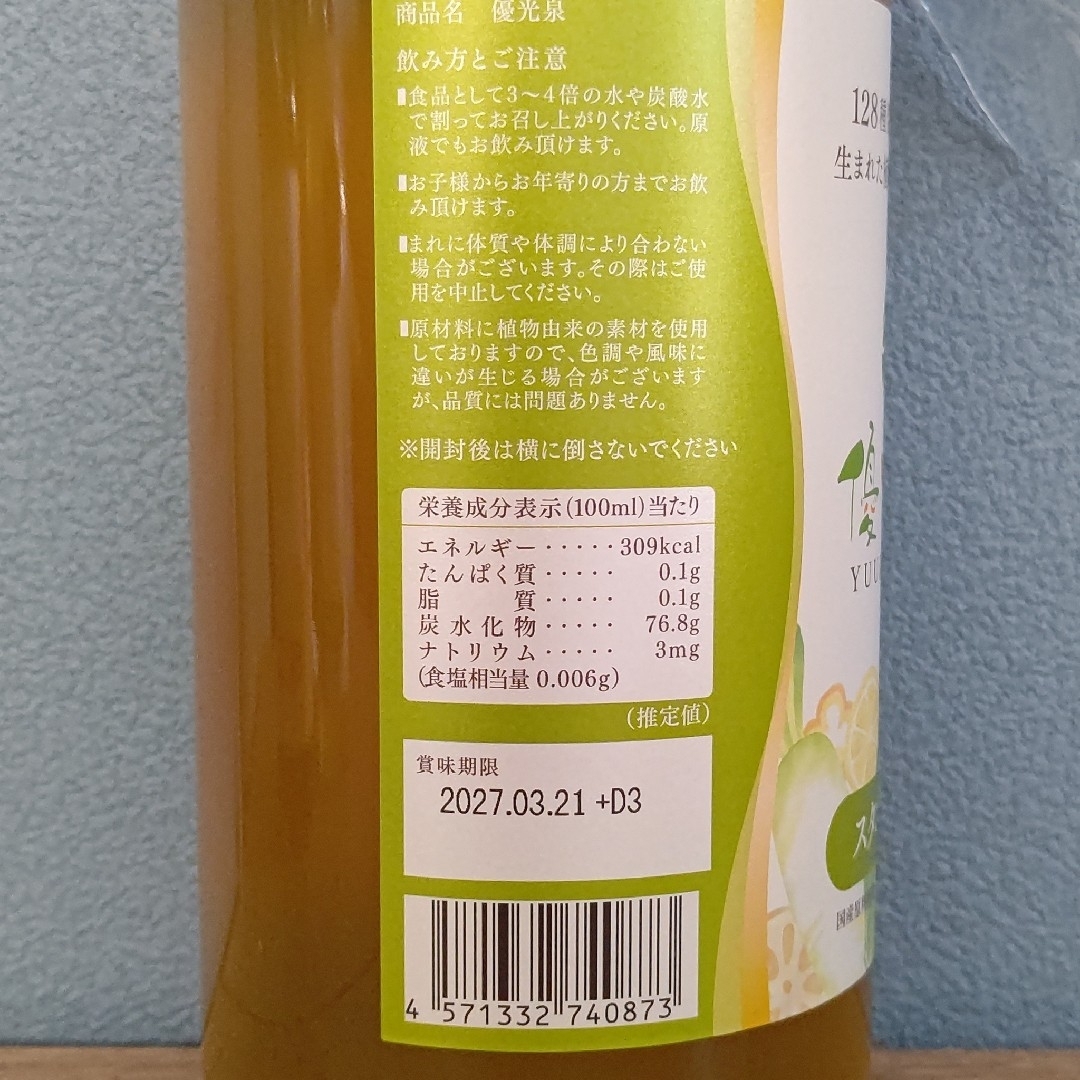 商品名 優光泉
飲み方とご注意
■食品として3〜4倍の水や炭酸水
で割ってお召し上がりください。原
液でもお飲み頂けます。
■お子様からお年寄りの方までお飲
み頂けます。
■まれに体質や体調により合わない
場合がございます。その際はご使
用を中止してください。
■原材料に植物由来の素材を使用
しておりますので、色調や風味に
違いが生じる場合がございます
が、品質には問題ありません。
※開封後は横に倒さないでください
栄養成分表示(100ml)当たり
エネルギー・・・・・309kcal
たんぱく質・・・・・0.1g
脂質・・・・・0.1g
炭水化物・・・・・76.8g
ナトリウム・・・・・3mg
(食塩相当量 0.006g)
(推定値)
賞味期限
2027.03.21 +D3
4 571332 740873
128種
生まれた
優
YUU
スタ
国産原